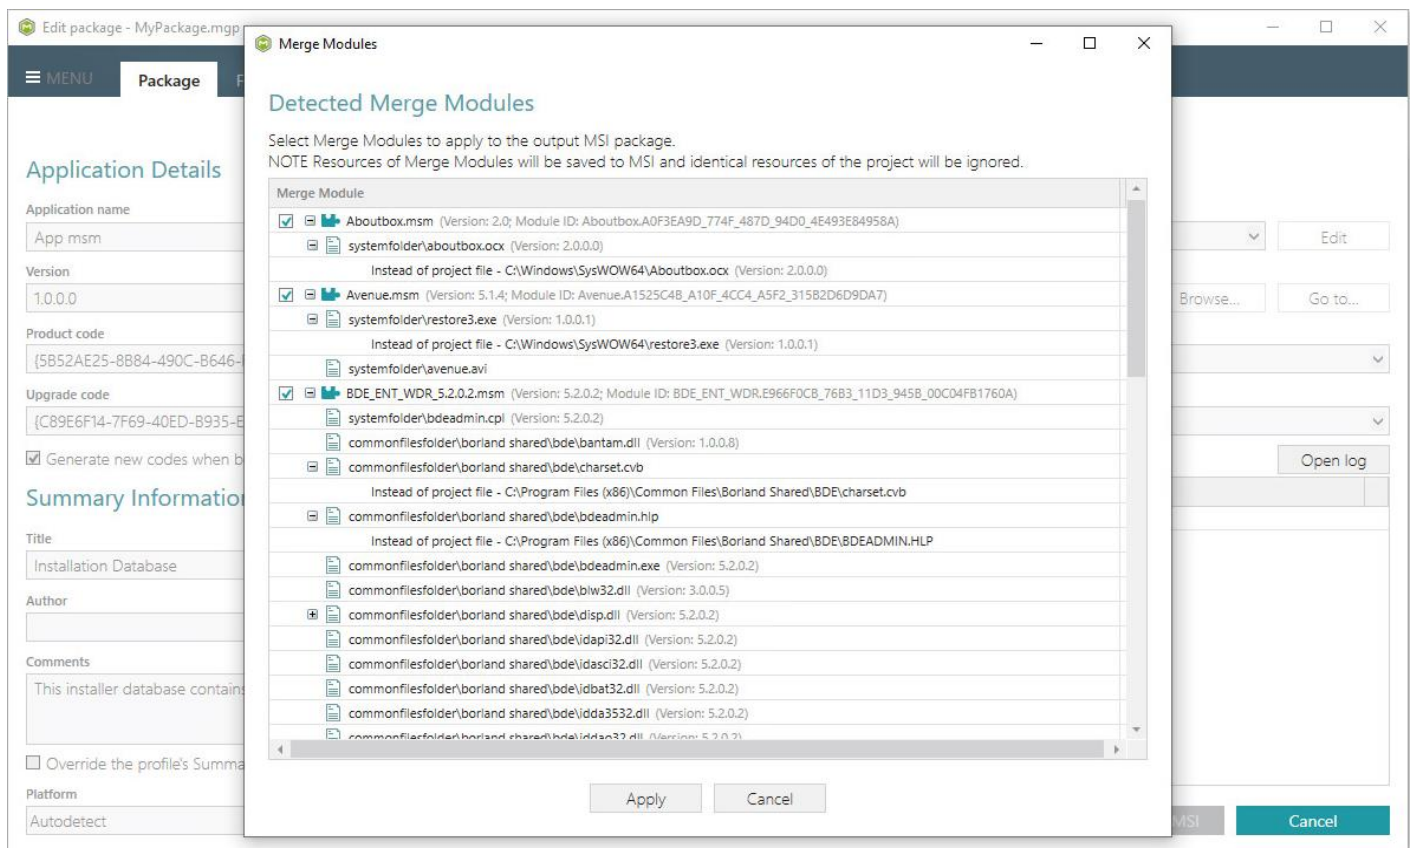 Edit package - MyPackage.mgp
MENU
Package
Application Details
Application name
App msm
Version
1.0.0.0
Product code
{5B52AE25-8B84-490C-B646-
Upgrade code
{C89E6F14-7F69-40ED-B935-E
Generate new codes when b
Summary Information
Title
Installation Database
Author
Comments
This installer database contains
Override the profile's Summa
Platform
Autodetect
Merge Modules
Detected Merge Modules
Select Merge Modules to apply to the output MSI package.
NOTE Resources of Merge Modules will be saved to MSI and identical resources of the project will be ignored.
Merge Module
Aboutbox.msm (Version: 2.0; Module ID: Aboutbox.A0F3EA9D_774F_487D_94D0_4E493E84958A)
systemfolder\aboutbox.ocx (Version: 2.0.0.0)
Instead of project file - C:\Windows\SysWOW64\Aboutbox.ocx (Version: 2.0.0.0)
Avenue.msm (Version: 5.1.4; Module ID: Avenue.A1525C4B_A10F_4CC4_A5F2_315B2D6D9DA7)
systemfolder\restore3.exe (Version: 1.0.0.1)
Instead of project file - C:\Windows\SysWOW64\restore3.exe (Version: 1.0.0.1)
systemfolder\avenue.avi
BDE_ENT_WDR_5.2.0.2.msm (Version: 5.2.0.2; Module ID: BDE_ENT_WDR.E966F0CB_76B3_11D3_945B_00C04FB1760A)
systemfolder\bdeadmin.cpl (Version: 5.2.0.2)
commonfilesfolder\borland shared\bde\bantam.dll (Version: 1.0.0.8)
commonfilesfolder\borland shared\bde\charset.cvb
Instead of project file - C:\Program Files (x86)\Common Files\Borland Shared\BDE\charset.cvb
commonfilesfolder\borland shared\bde\bdeadmin.hlp
Instead of project file - C:\Program Files (x86)\Common Files\Borland Shared\BDE\BDEADMIN.HLP
commonfilesfolder\borland shared\bde\bdeadmin.exe (Version: 5.2.0.2)
commonfilesfolder\borland shared\bde\blw32.dll (Version: 3.0.0.5)
commonfilesfolder\borland shared\bde\disp.dll (Version: 5.2.0.2)
commonfilesfolder\borland shared\bde\idapi32.dll (Version: 5.2.0.2)
commonfilesfolder\borland shared\bde\idasci32.dll (Version: 5.2.0.2)
commonfilesfolder\borland shared\bde\idbat32.dll (Version: 5.2.0.2)
commonfilesfolder\borland shared\bde\idda3532.dll (Version: 5.2.0.2)
commonfilesfolder\borland shared\bde\iddao32.dll (Version: 5.2.0.2)
Apply
Cancel
Edit
Browse...
Go to...
Open log
MSI
Cancel